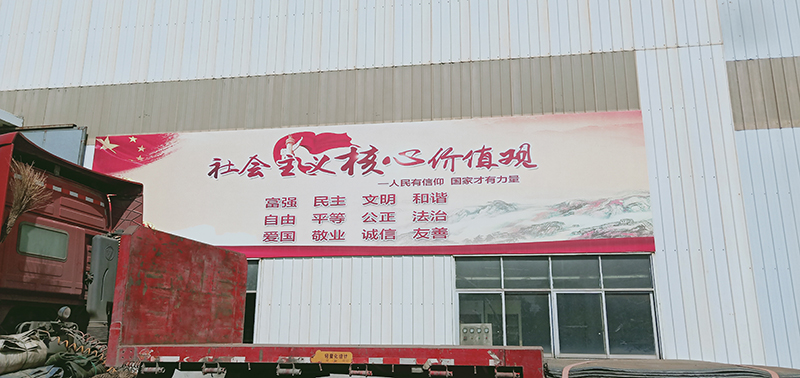 社会主义核心价值观
—人民有信仰 国家才有力量
富强 民主 文明 和谐
自由 平等 公正 法治
爱国 敬业 诚信 友善